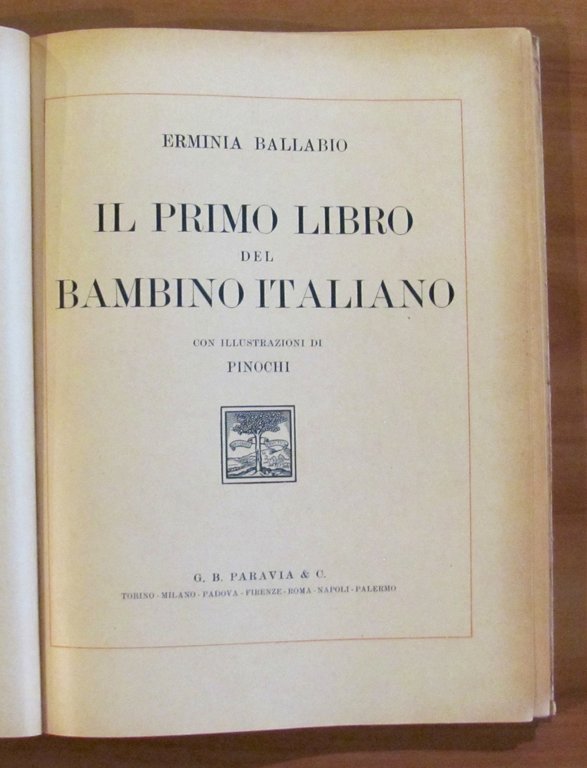 ERMINIA BALLABIO
IL PRIMO LIBRO
DEL
BAMBINO ITALIANO
CON ILLUSTRAZIONI DI
PINOCHI
G. B. PARAVIA & C.
TORINO - MILANO - PADOVA - FIRENZE - ROMA - NAPOLI - PALERMO